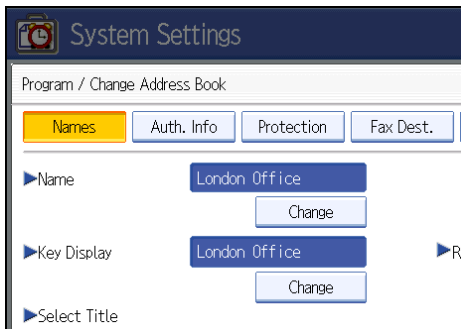 System Settings
Program / Change Address Book
Names Auth. Info Protection Fax Dest.
▶Name London Office
Change
▶Key Display London Office ▶R
Change
▶Select Title